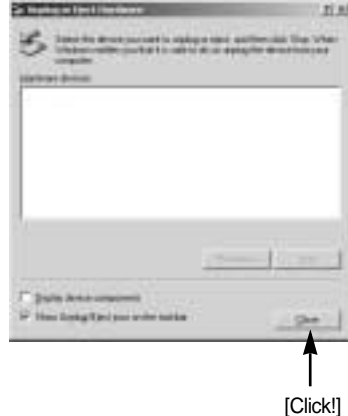 Unplug or Eject Hardware
Select the device you want to unplug or eject, and then click Stop. When
Windows notifies you that it is safe to do so unplug the device from your
computer.
Hardware devices:
Properties
Stop
Display device components
Show Unplug/Eject icon on the taskbar
Close
[Click!]